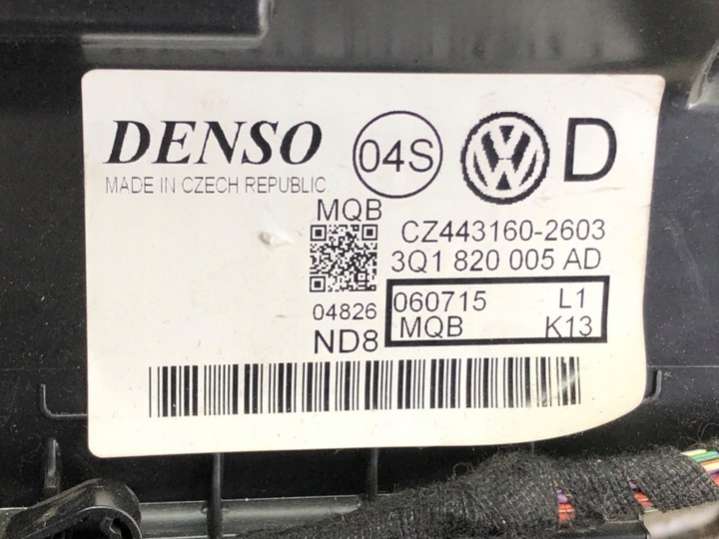 DENSO 04S VW D
MADE IN CZECH REPUBLIC
MQB
CZ443160-2603
3Q1 820 005 AD
04826 060715 L1
ND8 MQB K13